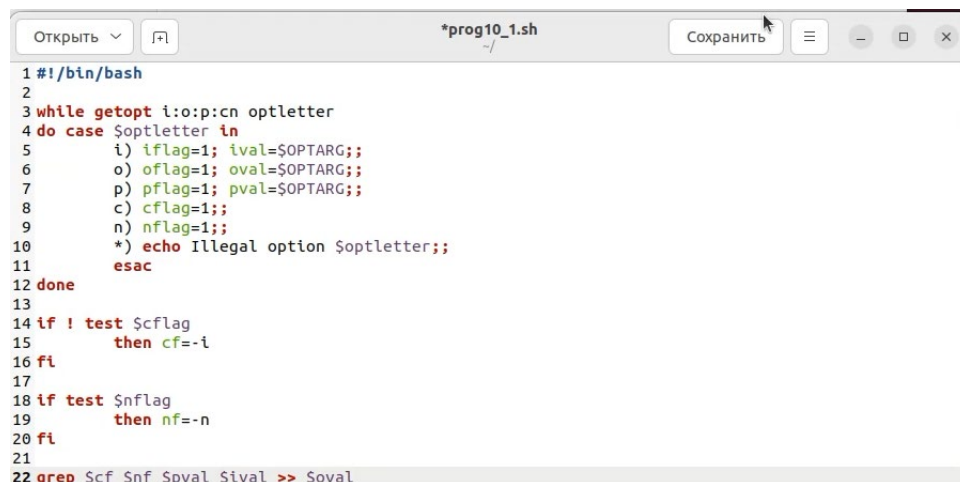 Открыть
*prog10_1.sh
~/
Сохранить
1 #!/bin/bash
2
3 while getopt i:o:p:cn optletter
4 do case $optletter in
5 i) iflag=1; ival=$OPTARG;;
6 o) oflag=1; oval=$OPTARG;;
7 p) pflag=1; pval=$OPTARG;;
8 c) cflag=1;;
9 n) nflag=1;;
10 *) echo Illegal option $optletter;;
11 esac
12 done
13
14 if ! test $cflag
15 then cf=-i
16 fi
17
18 if test $nflag
19 then nf=-n
20 fi
21
22 grep $cf $nf $pval $ival >> $oval